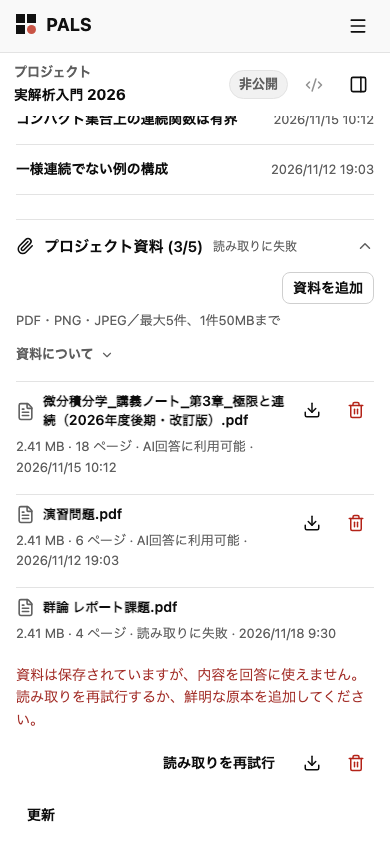 PALS
プロジェクト
実解析入門 2026
非公開
コンパクト集合上の連続関数は有界
2026/11/15 10:12
一様連続でない例の構成
2026/11/12 19:03
プロジェクト資料 (3/5) 読み取りに失敗
資料を追加
PDF・PNG・JPEG／最大5件、1件50MBまで
資料について
微分積分学_講義ノート_第3章_極限と連
続（2026年度後期・改訂版）.pdf
2.41 MB · 18 ページ · AI回答に利用可能 ·
2026/11/15 10:12
演習問題.pdf
2.41 MB · 6 ページ · AI回答に利用可能 ·
2026/11/12 19:03
群論 レポート課題.pdf
2.41 MB · 4 ページ · 読み取りに失敗 · 2026/11/18 9:30
資料は保存されていますが、内容を回答に使えません。
読み取りを再試行するか、鮮明な原本を追加してくださ
い。
読み取りを再試行
更新